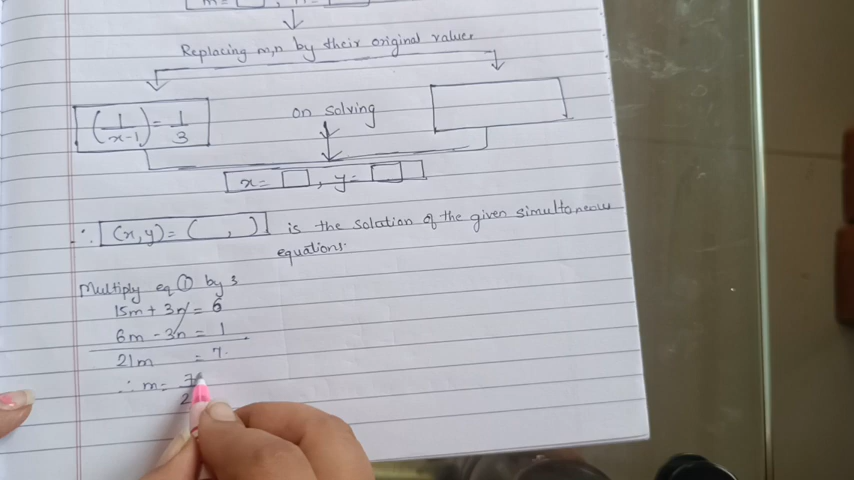 Replacing m,n by their original values
(1/x-1) = 1/3
on solving
x= , y=
∴ (x,y) = ( , ) is the solution of the given simultaneous
equations.
Multiply eq ① by 3
15m + 3n = 6
6m - 3n = 1
21m = 7.
∴ m = 7